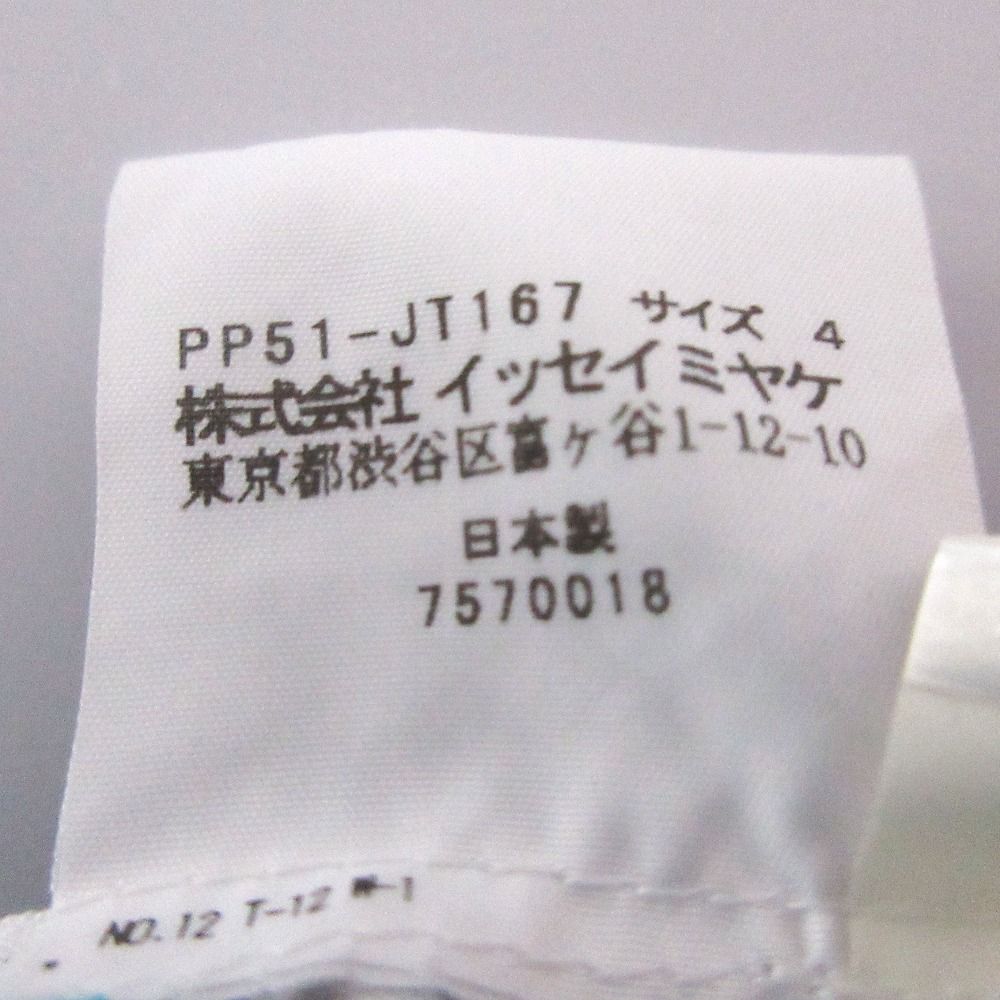 PP51-JT167 サイズ 4
株式会社イッセイミヤケ
東京都渋谷区富ヶ谷1-12-10
日本製
7570018
NO.12 T-12